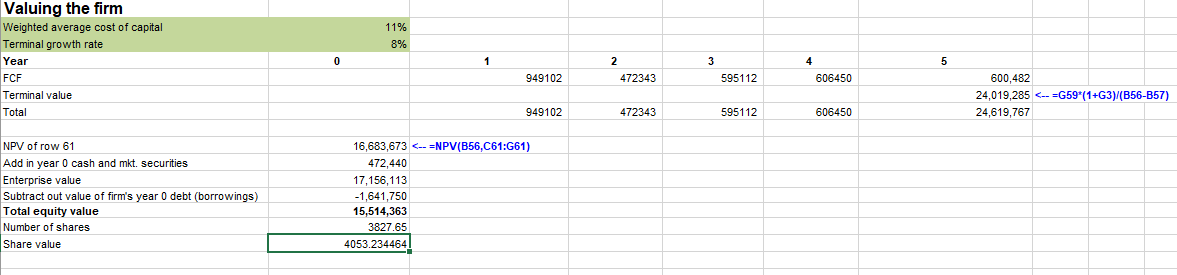 Valuing the firm
Weighted average cost of capital 11%
Terminal growth rate 8%
Year 0 1 2 3 4 5
FCF 949102 472343 595112 606450 600,482
Terminal value 24,019,285 <-- =G59*(1+G3)/(B56-B57)
Total 949102 472343 595112 606450 24,619,767
NPV of row 61 16,683,673 <-- =NPV(B56,C61:G61)
Add in year 0 cash and mkt. securities 472,440
Enterprise value 17,156,113
Subtract out value of firm's year 0 debt (borrowings) -1,641,750
Total equity value 15,514,363
Number of shares 3827.65
Share value 4053.234464